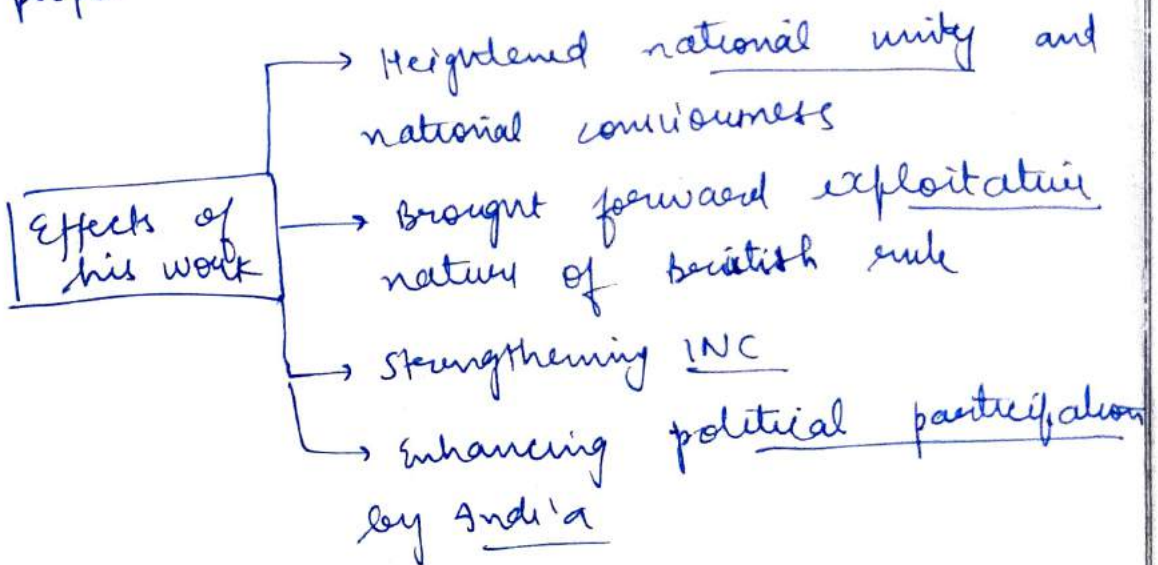 Heightened national unity and
national consciousness
Effects of
his work
Brought forward exploitative
nature of British rule
Strengthening INC
Enhancing political participation
by India